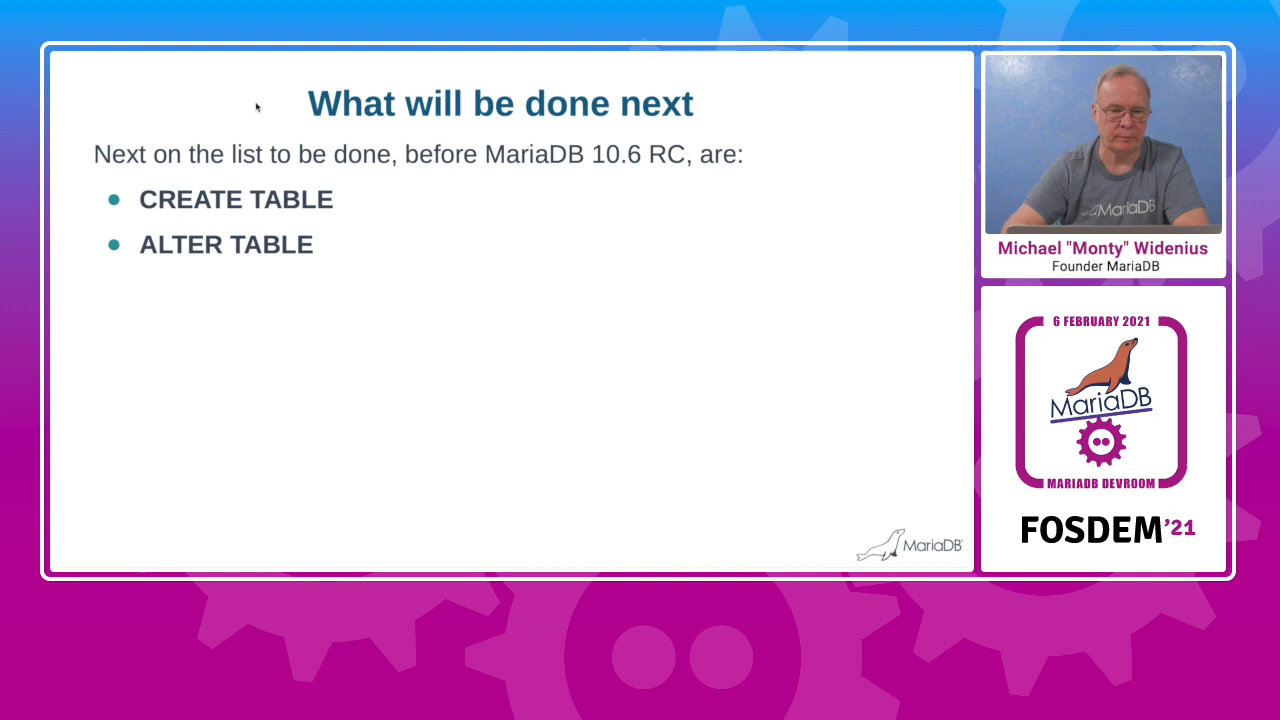 What will be done next
Next on the list to be done, before MariaDB 10.6 RC, are:
CREATE TABLE
ALTER TABLE
MariaDB
MariaDB
Michael "Monty" Widenius
Founder MariaDB
6 FEBRUARY 2021
MariaDB
MARIADB DEVROOM
FOSDEM'21